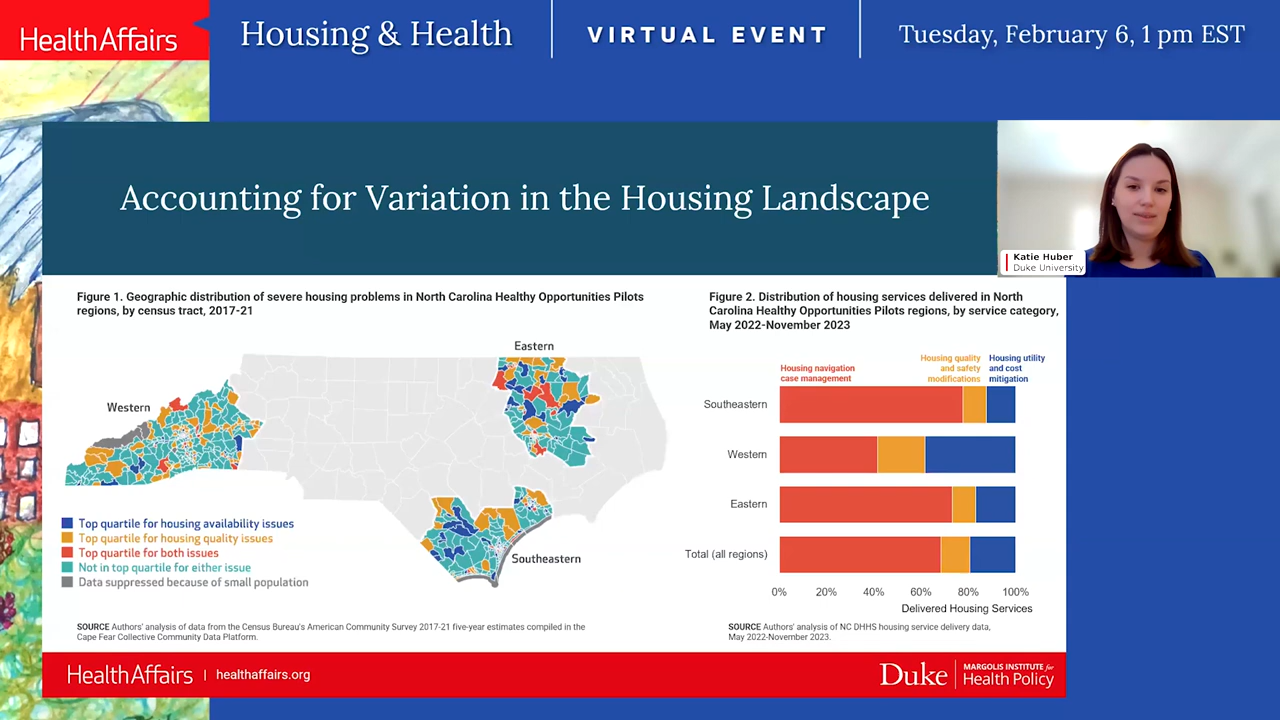 HealthAffairs
Housing & Health
VIRTUAL EVENT
Tuesday, February 6, 1 pm EST
Accounting for Variation in the Housing Landscape
Katie Huber
Duke University
Figure 1. Geographic distribution of severe housing problems in North Carolina Healthy Opportunities Pilots
regions, by census tract, 2017-21
Western
Eastern
Southeastern
Top quartile for housing availability issues
Top quartile for housing quality issues
Top quartile for both issues
Not in top quartile for either issue
Data suppressed because of small population
SOURCE Authors' analysis of data from the Census Bureau's American Community Survey 2017-21 five-year estimates compiled in the
Cape Fear Collective Community Data Platform.
Figure 2. Distribution of housing services delivered in North
Carolina Healthy Opportunities Pilots regions, by service category,
May 2022-November 2023
Housing navigation
case management
Housing quality
and safety
modifications
Housing utility
and cost
mitigation
Southeastern
Western
Eastern
Total (all regions)
0% 20% 40% 60% 80% 100%
Delivered Housing Services
SOURCE Authors' analysis of NC DHHS housing service delivery data,
May 2022-November 2023.
HealthAffairs | healthaffairs.org
Duke
MARGOLIS INSTITUTE for
Health Policy